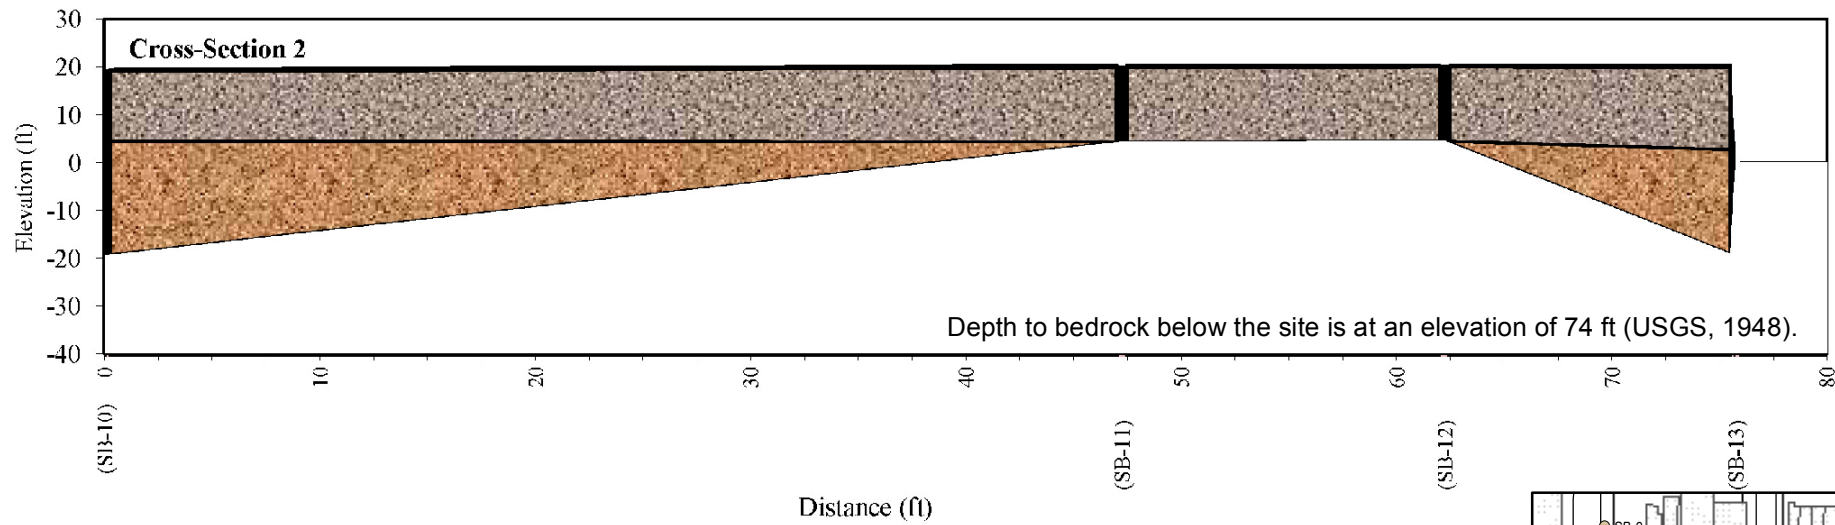 Cross-Section 2
30
20
10
0
-10
-20
-30
-40
Elevation (ft)
Depth to bedrock below the site is at an elevation of 74 ft (USGS, 1948).
0 10 20 30 40 50 60 70 80
(SB-10) (SB-11) (SB-12) (SB-13)
Distance (ft)